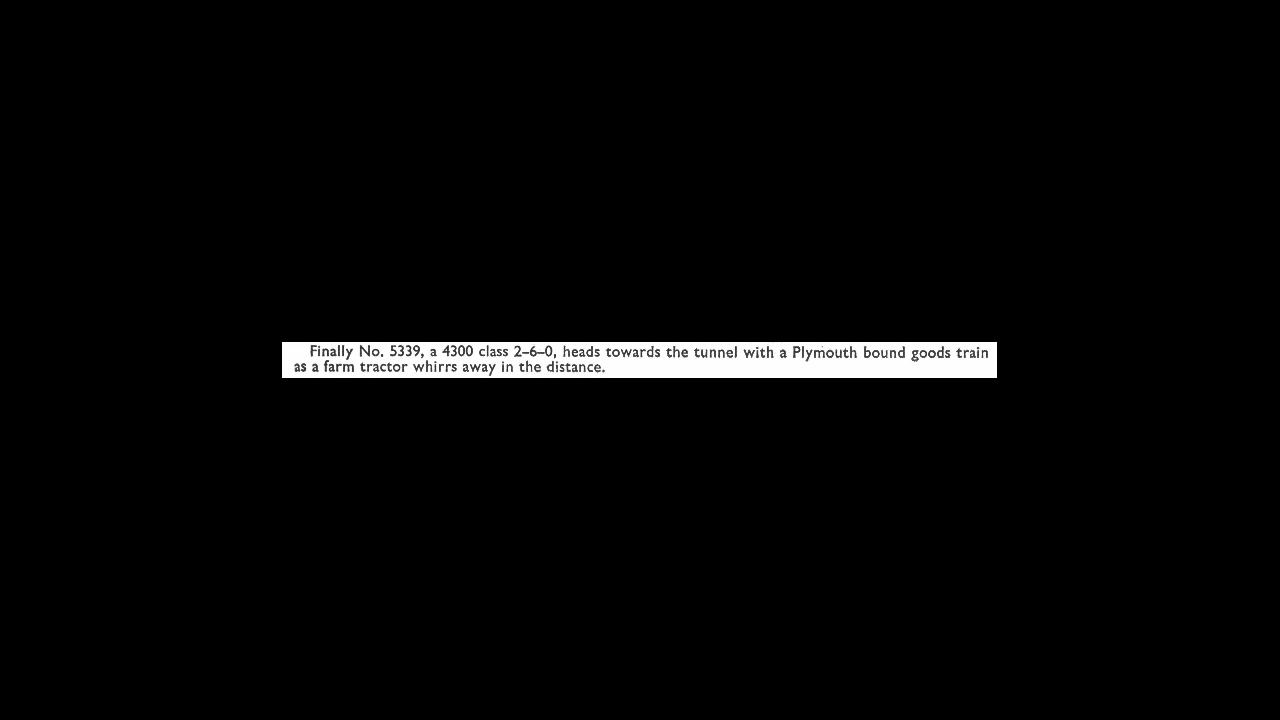 Finally No. 5339, a 4300 class 2–6–0, heads towards the tunnel with a Plymouth bound goods train
as a farm tractor whirrs away in the distance.